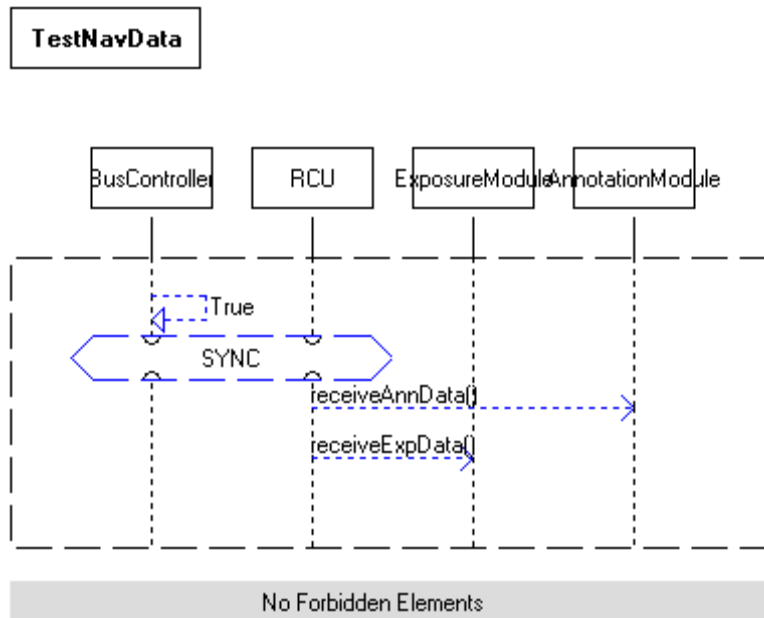 TestNavData
BusController RCU ExposureModule AnnotationModule
True
SYNC
receiveAnnData()
receiveExpData()
No Forbidden Elements